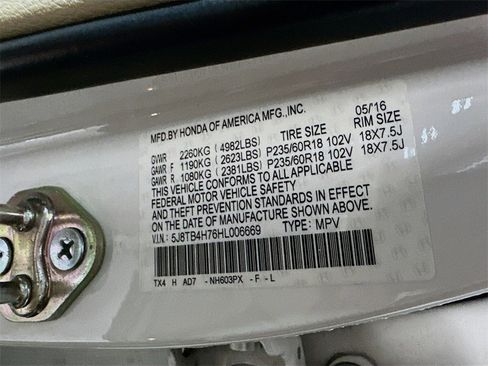 MFD.BY HONDA OF AMERICA MFG.,INC. 05/16
GVWR 2260KG ( 4982LBS) TIRE SIZE RIM SIZE
GAWR F 1190KG ( 2623LBS) P235/60R18 102V 18X7.5J
GAWR R 1080KG ( 2381LBS) P235/60R18 102V 18X7.5J
THIS VEHICLE CONFORMS TO ALL APPLICABLE
FEDERAL MOTOR VEHICLE SAFETY
AND THEFT PREVENTION STANDARDS IN EFFECT
ON THE DATE OF MANUFACTURE SHOWN ABOVE.
V.I.N.: 5J8TB4H76HL006669 TYPE: MPV
TX4 H AD7 -NH603PX -F-L